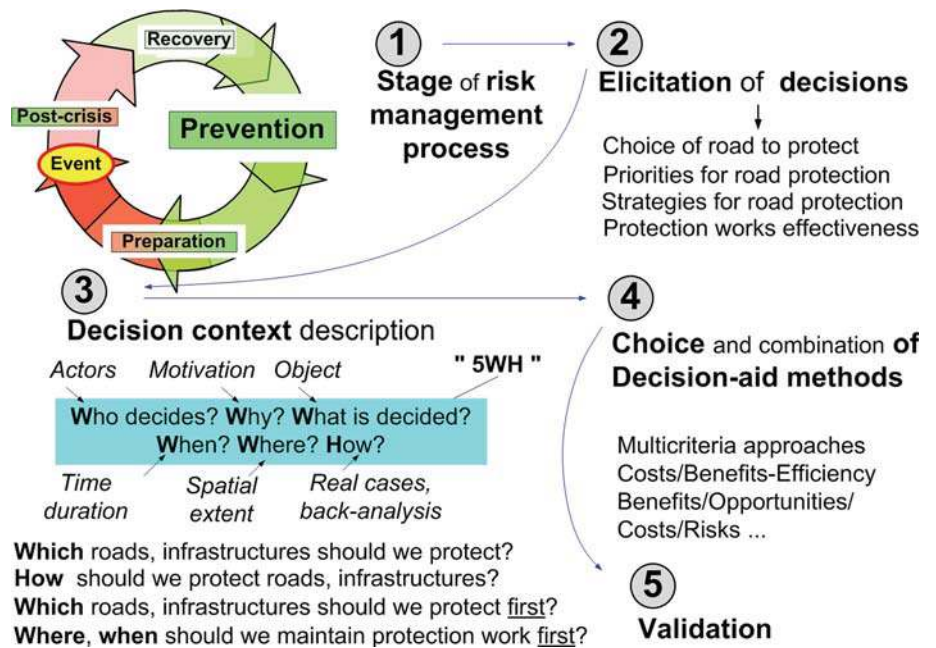 Recovery
Post-crisis
Prevention
Event
Preparation
1
Stage of risk
management
process
2
Elicitation of decisions
Choice of road to protect
Priorities for road protection
Strategies for road protection
Protection works effectiveness
3
Decision context description
Actors Motivation Object " 5WH "
Who decides? Why? What is decided?
When? Where? How?
Time
duration
Spatial
extent
Real cases,
back-analysis
Which roads, infrastructures should we protect?
How should we protect roads, infrastructures?
Which roads, infrastructures should we protect first?
Where, when should we maintain protection work first?
4
Choice and combination of
Decision-aid methods
Multicriteria approaches
Costs/Benefits-Efficiency
Benefits/Opportunities/
Costs/Risks ...
5
Validation